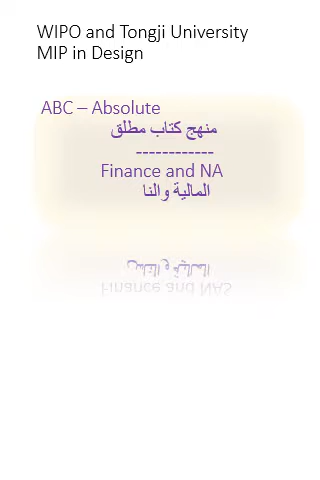 WIPO and Tongji University
MIP in Design
ABC – Absolute
منهج كتاب مطلق
------------
Finance and NA
المالية والنا